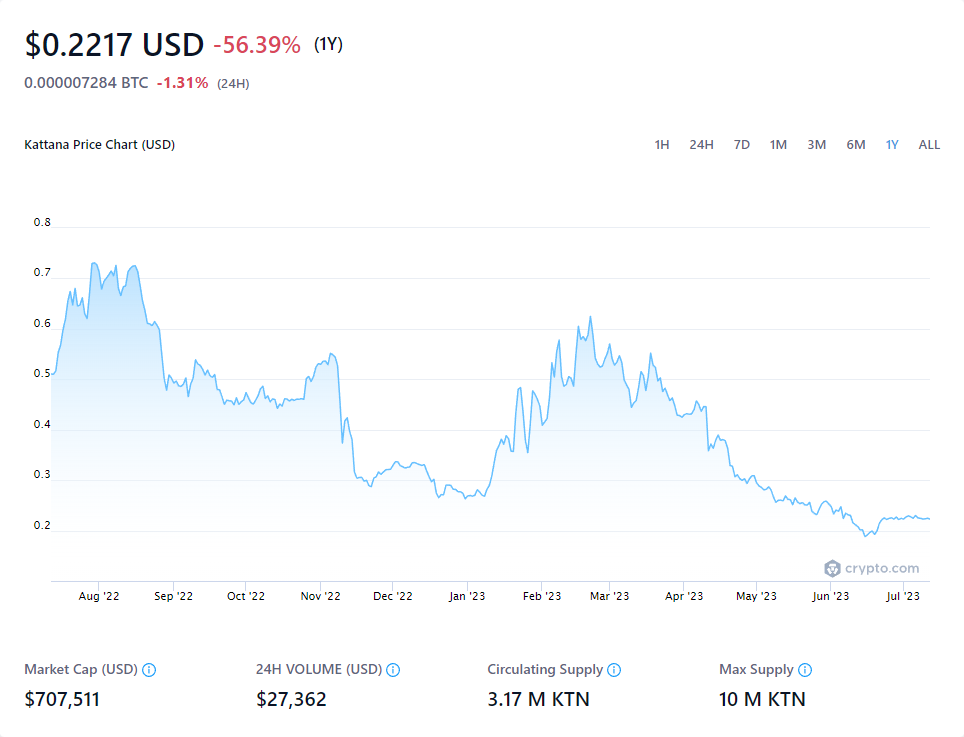 $0.2217 USD -56.39% (1Y)
0.000007284 BTC -1.31% (24H)
Kattana Price Chart (USD) 1H 24H 7D 1M 3M 6M 1Y ALL
0.8
0.7
0.6
0.5
0.4
0.3
0.2
crypto.com
Aug '22 Sep '22 Oct '22 Nov '22 Dec '22 Jan '23 Feb '23 Mar '23 Apr '23 May '23 Jun '23 Jul '23
Market Cap (USD) 24H VOLUME (USD) Circulating Supply Max Supply
$707,511 $27,362 3.17 M KTN 10 M KTN